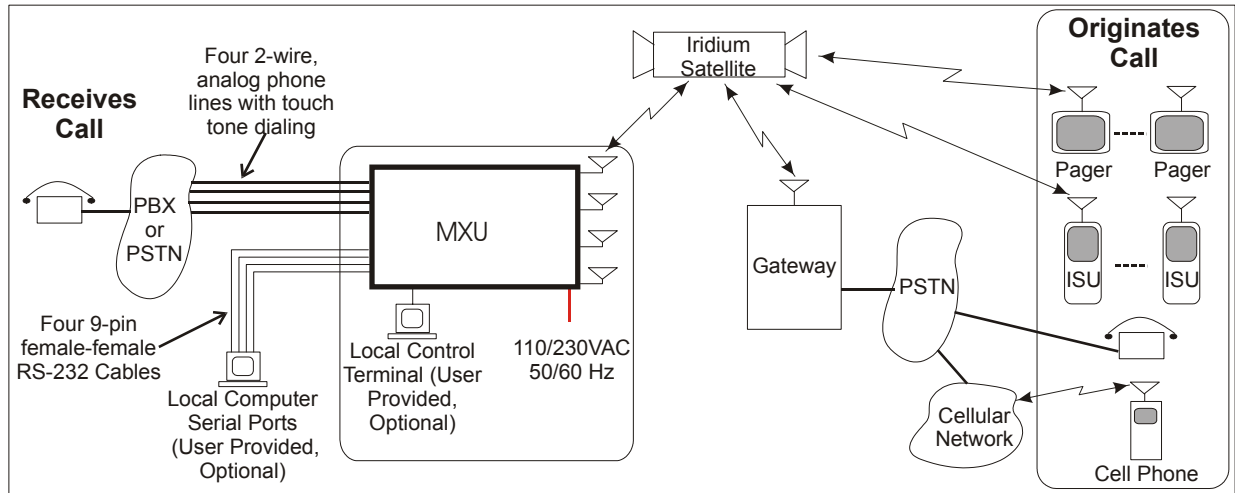 Receives
Call
Four 2-wire,
analog phone
lines with touch
tone dialing
PBX
or
PSTN
Four 9-pin
female-female
RS-232 Cables
Local Computer
Serial Ports
(User Provided,
Optional)
MXU
Local Control
Terminal (User
Provided,
Optional)
110/230VAC
50/60 Hz
Iridium
Satellite
Gateway
PSTN
Cellular
Network
Originates
Call
Pager
Pager
ISU
ISU
Cell Phone